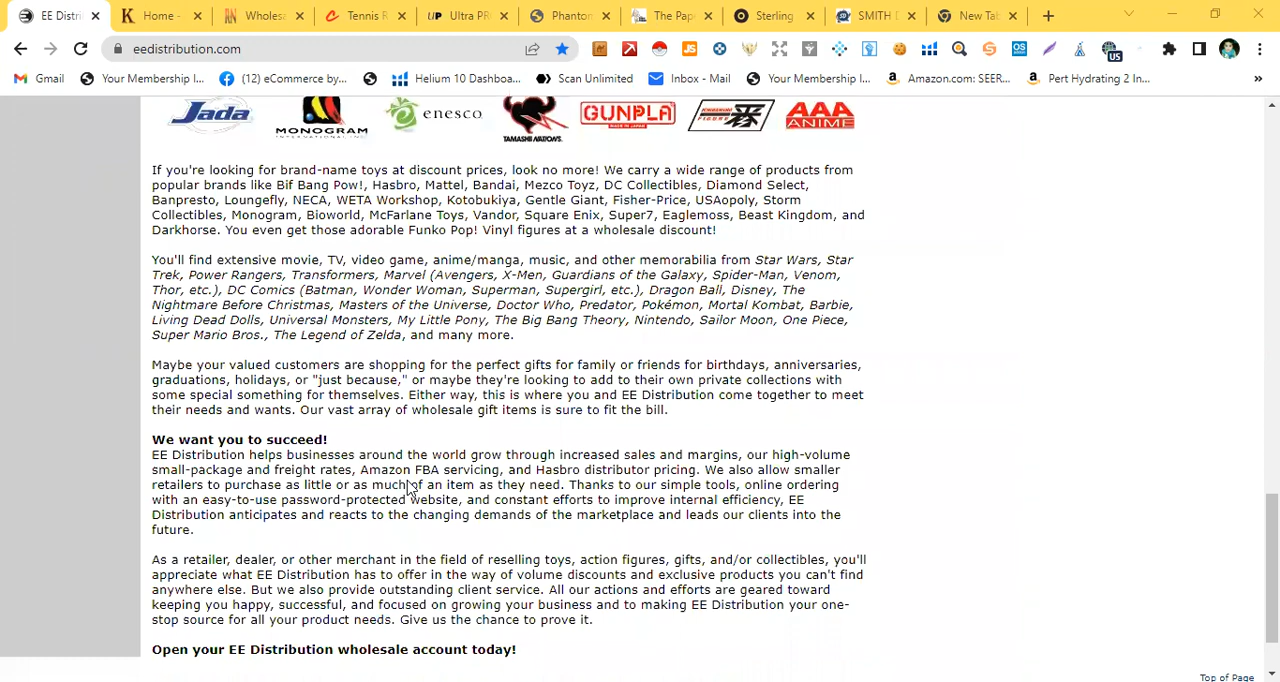 EE Distri
Home -
Wholesa
Tennis R
UP Ultra PR
Phantom
The Pape
Sterling
SMITH D
New Tab
eedistribution.com
JS
OS
US
Gmail
Your Membership I...
(12) eCommerce by...
Helium 10 Dashboa...
Scan Unlimited
Inbox - Mail
Your Membership I...
Amazon.com: SEER...
Pert Hydrating 2 In...
»
Jada
MONOGRAM
INTERNATIONAL INC.
enesco
TAMASHII NATIONS
GUNPLA
AAA
ANIME
If you're looking for brand-name toys at discount prices, look no more! We carry a wide range of products from
popular brands like Bif Bang Pow!, Hasbro, Mattel, Bandai, Mezco Toyz, DC Collectibles, Diamond Select,
Banpresto, Loungefly, NECA, WETA Workshop, Kotobukiya, Gentle Giant, Fisher-Price, USAopoly, Storm
Collectibles, Monogram, Bioworld, McFarlane Toys, Vandor, Square Enix, Super7, Eaglemoss, Beast Kingdom, and
Darkhorse. You even get those adorable Funko Pop! Vinyl figures at a wholesale discount!
You'll find extensive movie, TV, video game, anime/manga, music, and other memorabilia from Star Wars, Star
Trek, Power Rangers, Transformers, Marvel (Avengers, X-Men, Guardians of the Galaxy, Spider-Man, Venom,
Thor, etc.), DC Comics (Batman, Wonder Woman, Superman, Supergirl, etc.), Dragon Ball, Disney, The
Nightmare Before Christmas, Masters of the Universe, Doctor Who, Predator, Pokémon, Mortal Kombat, Barbie,
Living Dead Dolls, Universal Monsters, My Little Pony, The Big Bang Theory, Nintendo, Sailor Moon, One Piece,
Super Mario Bros., The Legend of Zelda, and many more.
Maybe your valued customers are shopping for the perfect gifts for family or friends for birthdays, anniversaries,
graduations, holidays, or "just because," or maybe they're looking to add to their own private collections with
some special something for themselves. Either way, this is where you and EE Distribution come together to meet
their needs and wants. Our vast array of wholesale gift items is sure to fit the bill.
We want you to succeed!
EE Distribution helps businesses around the world grow through increased sales and margins, our high-volume
small-package and freight rates, Amazon FBA servicing, and Hasbro distributor pricing. We also allow smaller
retailers to purchase as little or as much of an item as they need. Thanks to our simple tools, online ordering
with an easy-to-use password-protected website, and constant efforts to improve internal efficiency, EE
Distribution anticipates and reacts to the changing demands of the marketplace and leads our clients into the
future.
As a retailer, dealer, or other merchant in the field of reselling toys, action figures, gifts, and/or collectibles, you'll
appreciate what EE Distribution has to offer in the way of volume discounts and exclusive products you can't find
anywhere else. But we also provide outstanding client service. All our actions and efforts are geared toward
keeping you happy, successful, and focused on growing your business and to making EE Distribution your one-
stop source for all your product needs. Give us the chance to prove it.
Open your EE Distribution wholesale account today!
Top of Page